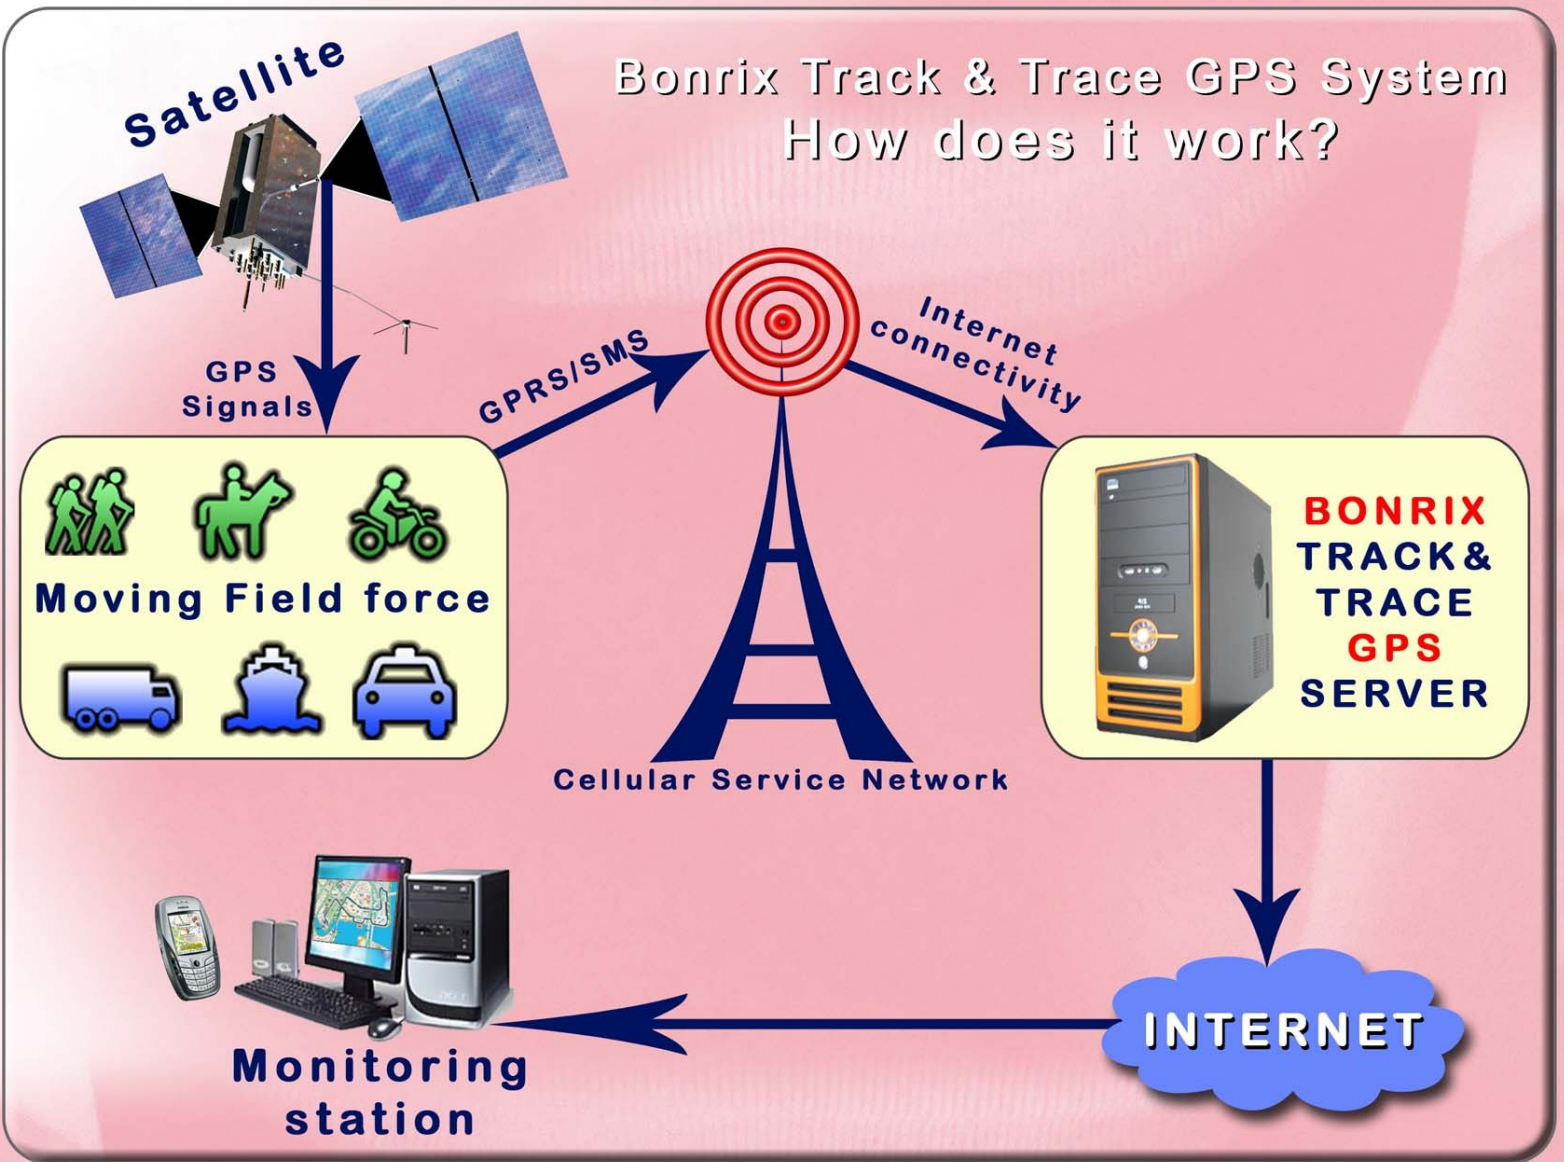 Satellite
Bonrix Track & Trace GPS System
How does it work?
GPS
Signals
GPRS/SMS
Internet
connectivity
Moving Field force
BONRIX
TRACK&
TRACE
GPS
SERVER
Cellular Service Network
INTERNET
Monitoring
station